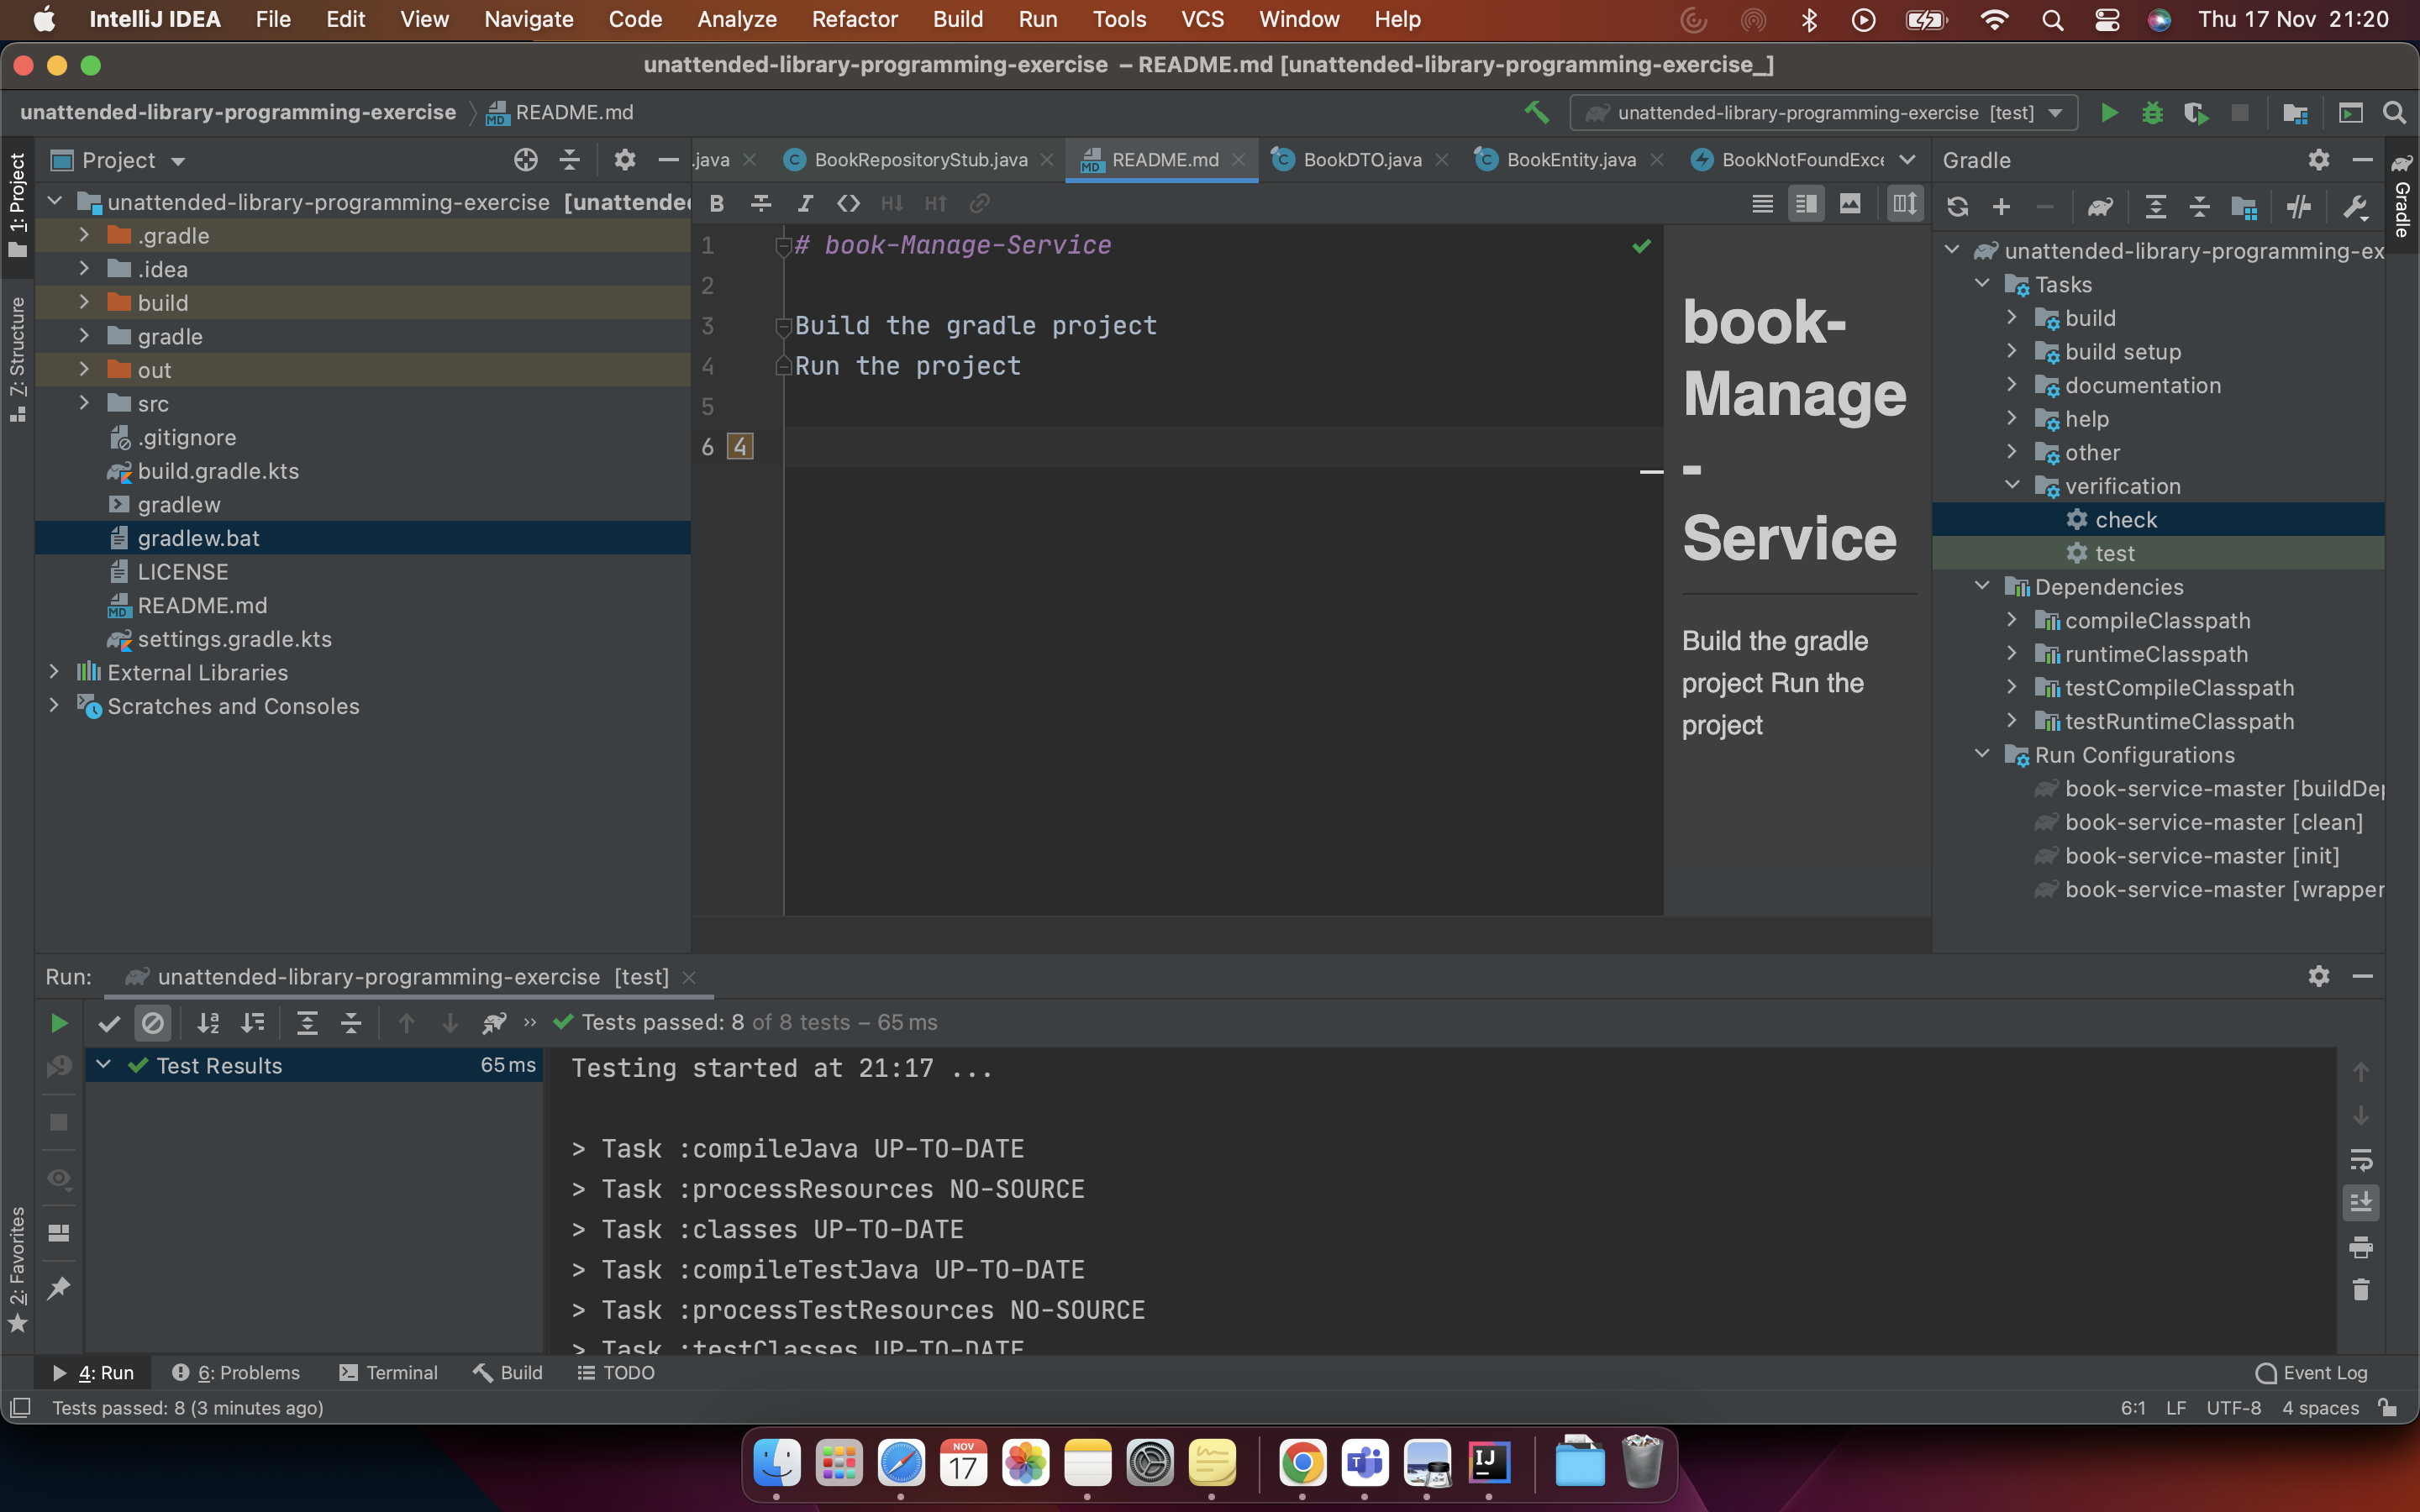 IntelliJ IDEA File Edit View Navigate Code Analyze Refactor Build Run Tools VCS Window Help Thu 17 Nov 21:20
unattended-library-programming-exercise – README.md [unattended-library-programming-exercise_]
unattended-library-programming-exercise README.md
unattended-library-programming-exercise [test]
1: Project
Z: Structure
2: Favorites
Project
unattended-library-programming-exercise [unattended
.gradle
.idea
build
gradle
out
src
.gitignore
build.gradle.kts
gradlew
gradlew.bat
LICENSE
README.md
settings.gradle.kts
External Libraries
Scratches and Consoles
.java BookRepositoryStub.java README.md BookDTO.java BookEntity.java BookNotFoundExce
1 # book-Manage-Service
2
3 Build the gradle project
4 Run the project
5
6 4
book-
Manage
-
Service
Build the gradle
project Run the
project
Gradle
Gradle
unattended-library-programming-ex
Tasks
build
build setup
documentation
help
other
verification
check
test
Dependencies
compileClasspath
runtimeClasspath
testCompileClasspath
testRuntimeClasspath
Run Configurations
book-service-master [buildDep
book-service-master [clean]
book-service-master [init]
book-service-master [wrapper
Run: unattended-library-programming-exercise [test]
Tests passed: 8 of 8 tests – 65 ms
Test Results 65 ms
Testing started at 21:17 ...
> Task :compileJava UP-TO-DATE
> Task :processResources NO-SOURCE
> Task :classes UP-TO-DATE
> Task :compileTestJava UP-TO-DATE
> Task :processTestResources NO-SOURCE
> Task :testClasses UP-TO-DATE
4: Run 6: Problems Terminal Build TODO Event Log
Tests passed: 8 (3 minutes ago) 6:1 LF UTF-8 4 spaces
NOV
17
IJ